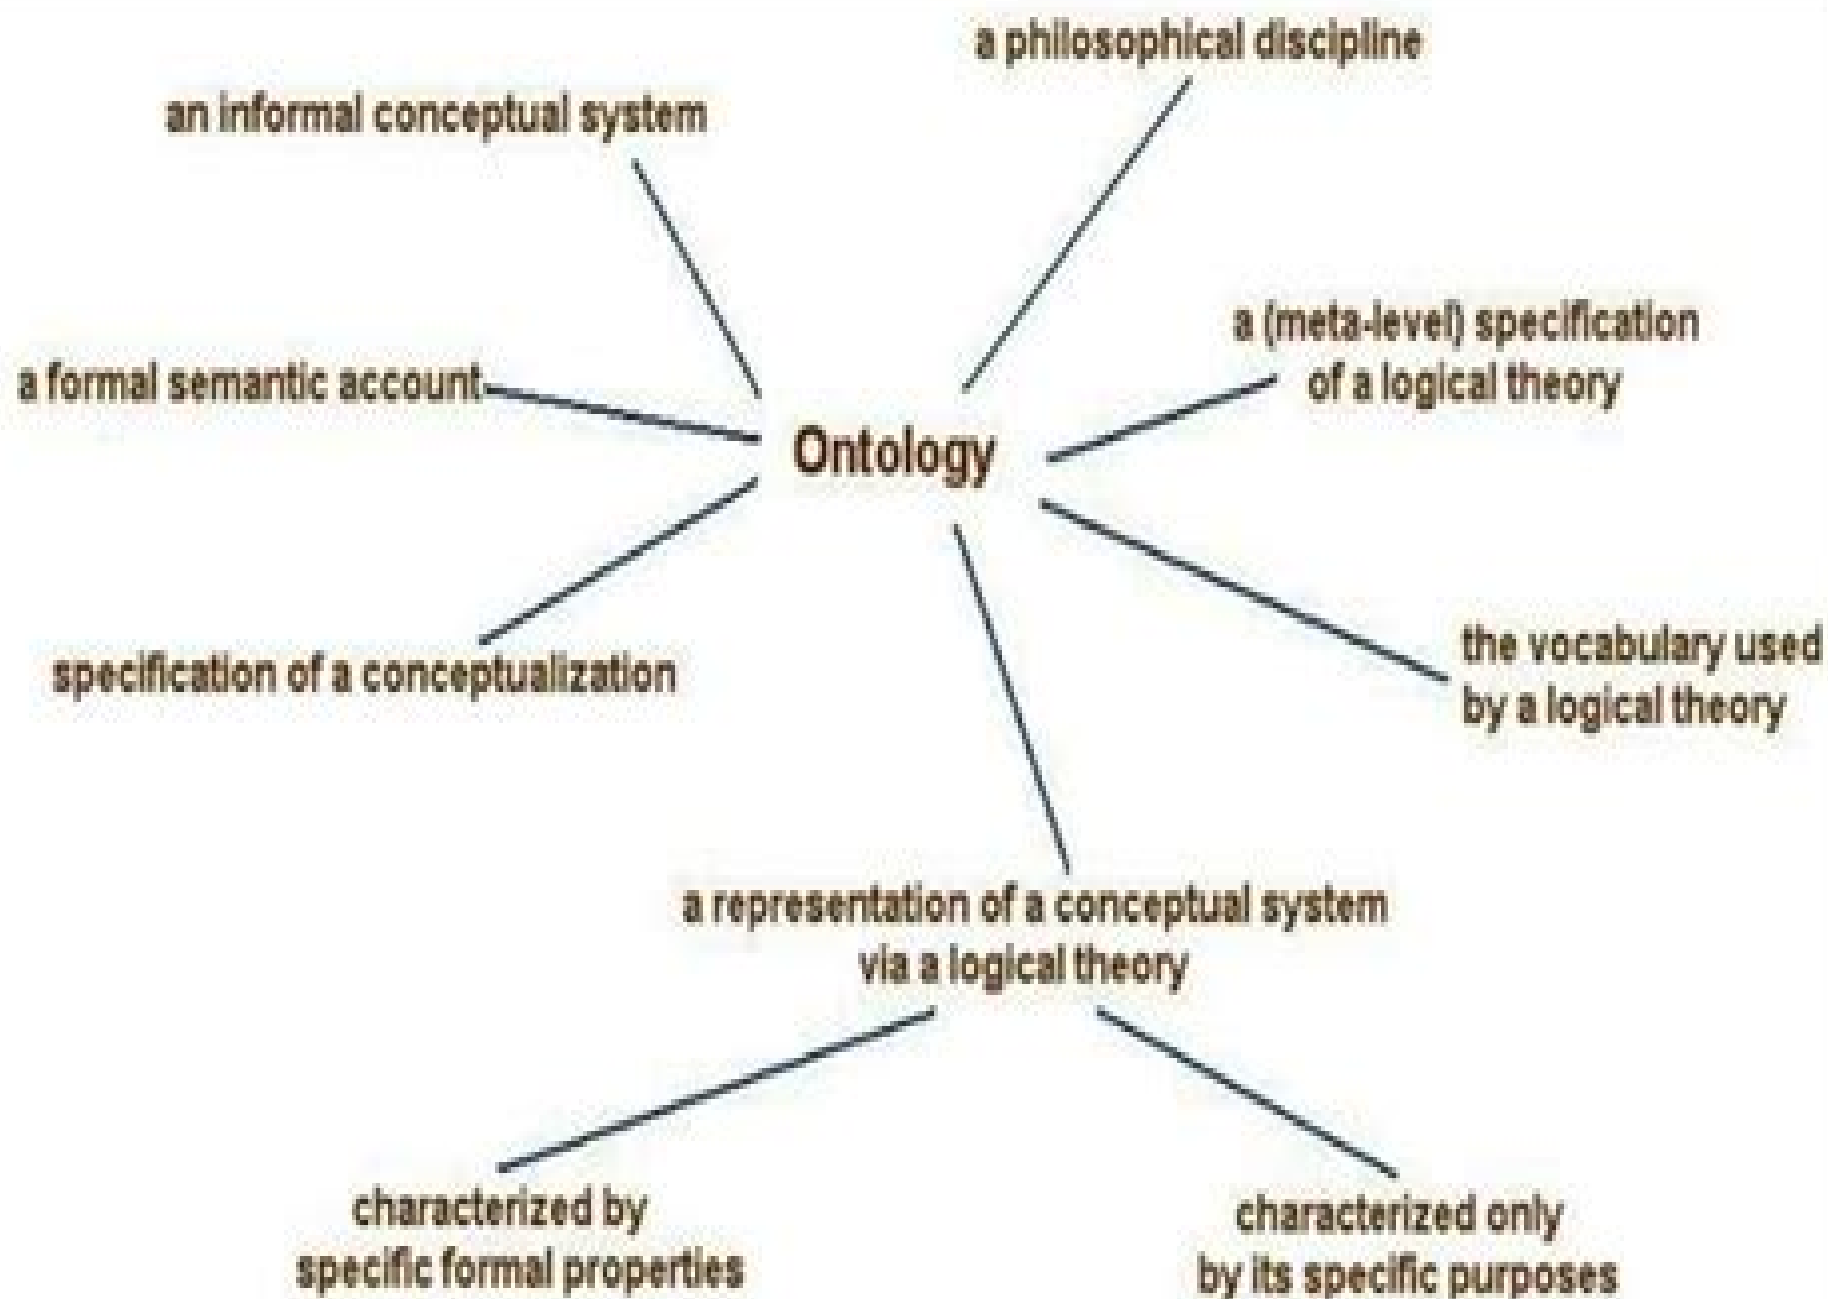 a philosophical discipline
an informal conceptual system
a (meta-level) specification
of a logical theory
a formal semantic account
Ontology
the vocabulary used
by a logical theory
specification of a conceptualization
a representation of a conceptual system
via a logical theory
characterized by
specific formal properties
characterized only
by its specific purposes